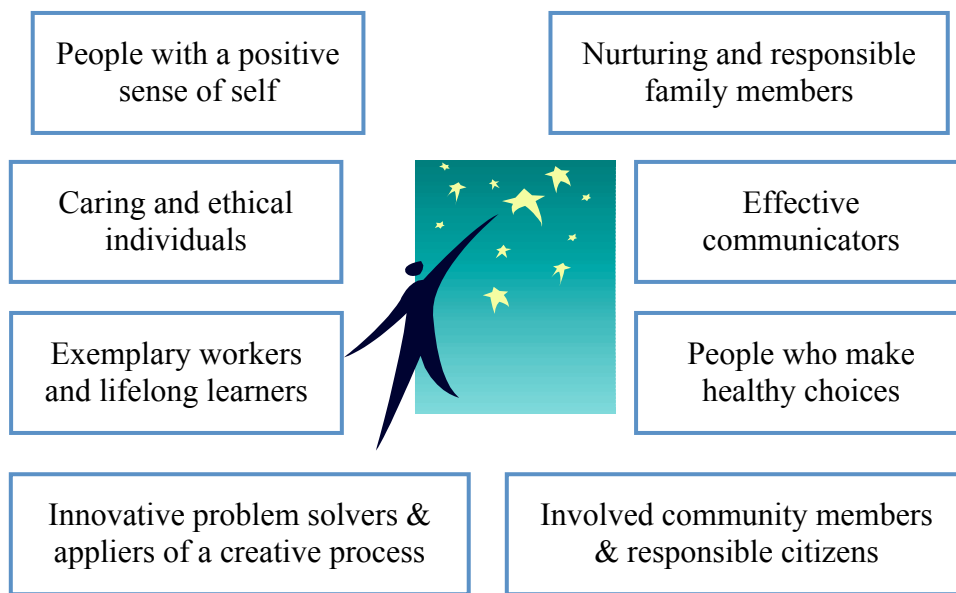 People with a positive
sense of self
Nurturing and responsible
family members
Caring and ethical
individuals
Effective
communicators
Exemplary workers
and lifelong learners
People who make
healthy choices
Innovative problem solvers &
appliers of a creative process
Involved community members
& responsible citizens